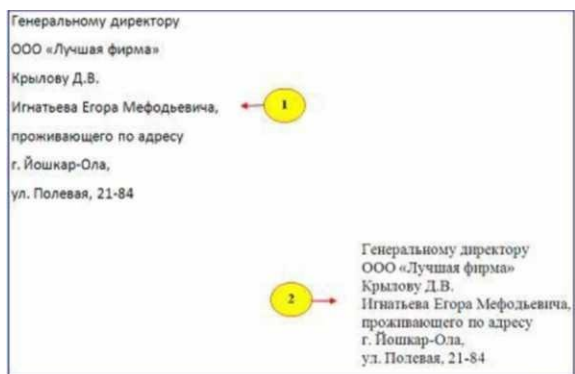 Генеральному директору
ООО «Лучшая фирма»
Крылову Д.В.
Игнатьева Егора Мефодьевича,
1
проживающего по адресу
г. Йошкар-Ола,
ул. Полевая, 21-84
Генеральному директору
ООО «Лучшая фирма»
Крылову Д.В.
2
Игнатьева Егора Мефодьевича,
проживающего по адресу
г. Йошкар-Ола,
ул. Полевая, 21-84